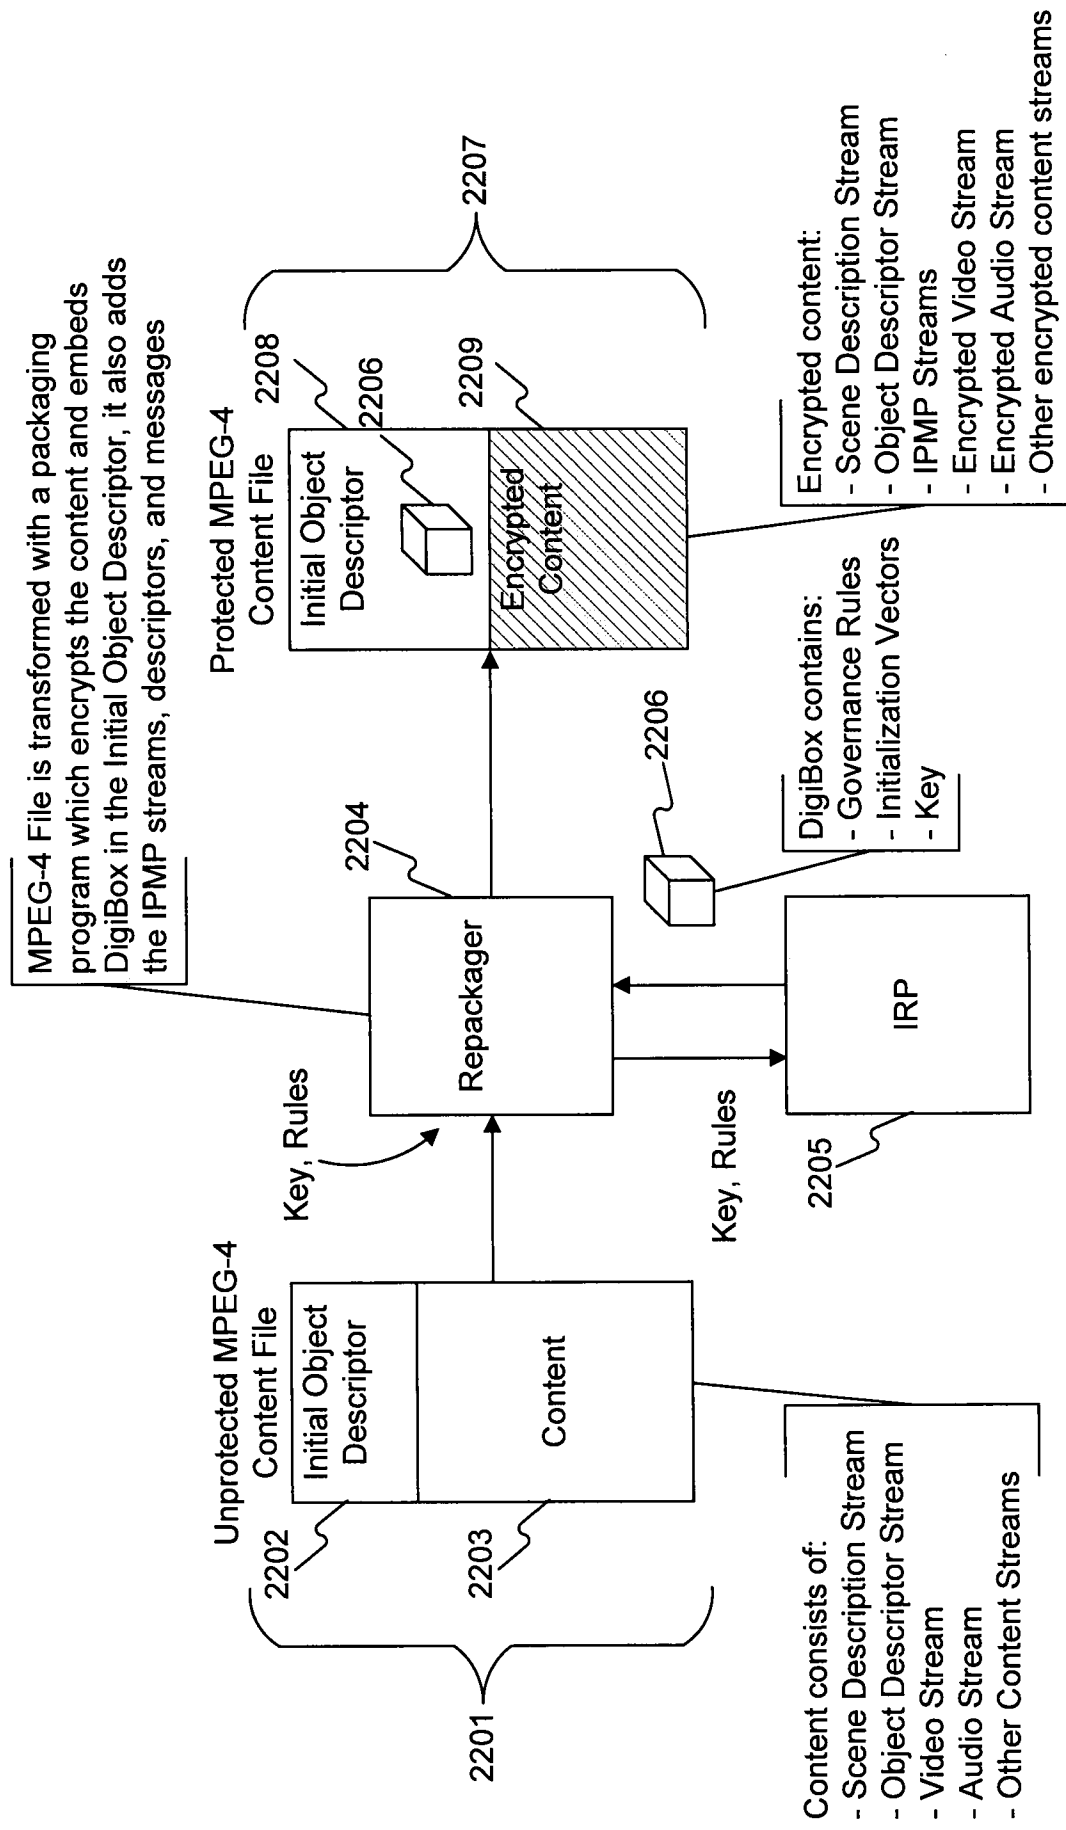 MPEG-4 File is transformed with a packaging
program which encrypts the content and embeds
DigiBox in the Initial Object Descriptor, it also adds
the IPMP streams, descriptors, and messages
Unprotected MPEG-4
Content File
Initial Object
Descriptor
Content
2201
2202
2203
Content consists of:
- Scene Description Stream
- Object Descriptor Stream
- Video Stream
- Audio Stream
- Other Content Streams
Key, Rules
Repackager
2204
Key, Rules
IRP
2205
2206
DigiBox contains:
- Governance Rules
- Initialization Vectors
- Key
Protected MPEG-4
Content File
Initial Object
Descriptor
Encrypted
Content
2208
2206
2209
2207
Encrypted content:
- Scene Description Stream
- Object Descriptor Stream
- IPMP Streams
- Encrypted Video Stream
- Encrypted Audio Stream
- Other encrypted content streams